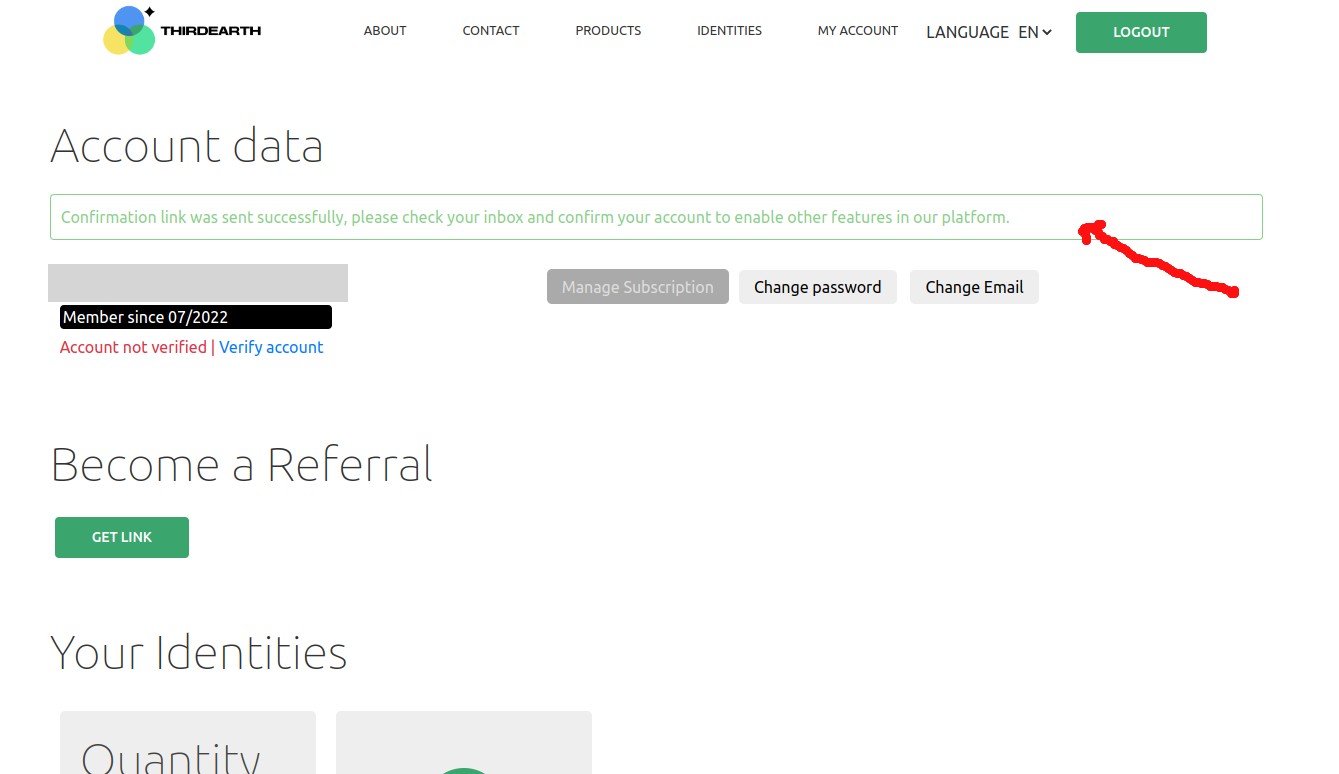 THIRDEARTH
ABOUT CONTACT PRODUCTS IDENTITIES MY ACCOUNT LANGUAGE EN LOGOUT
Account data
Confirmation link was sent successfully, please check your inbox and confirm your account to enable other features in our platform.
Manage Subscription Change password Change Email
Member since 07/2022
Account not verified | Verify account
Become a Referral
GET LINK
Your Identities
Quantity